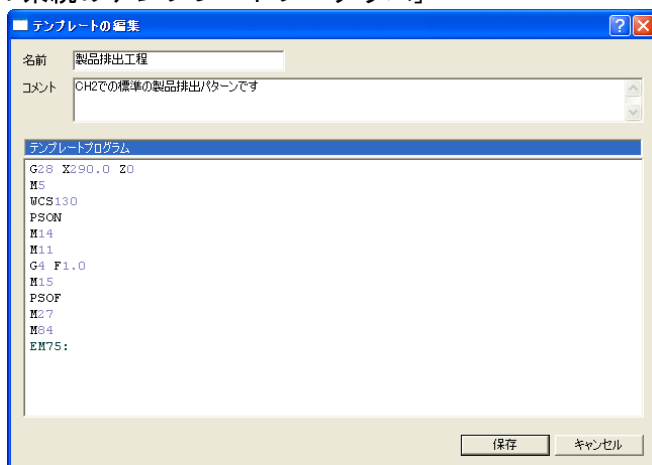 テンプレートの編集
名前 製品排出工程
コメント CH2での標準の製品排出パターンです
テンプレートプログラム
G28 X290.0 Z0
M5
WCS130
PSON
M14
M11
G4 F1.0
M15
PSOF
M27
M84
EM75:
保存 キャンセル